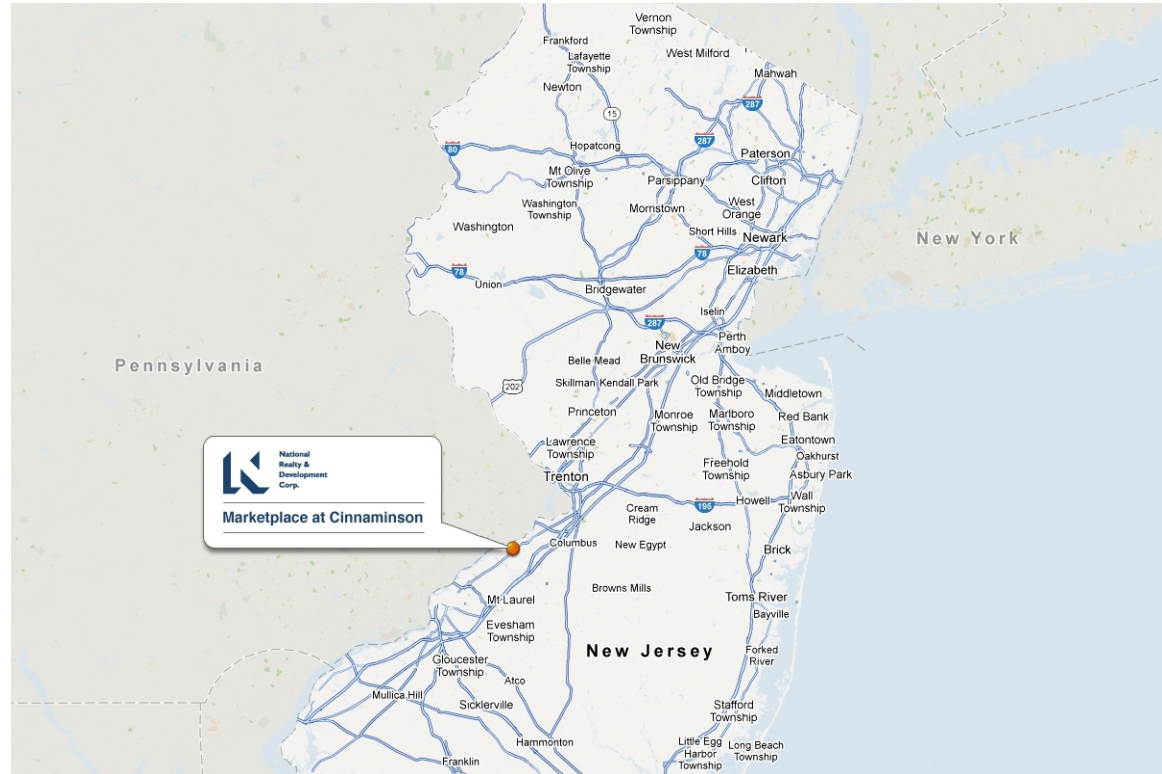 Vernon
Township
Frankford
Lafayette
Township
West Milford
Mahwah
Newton
287
15
287
80
Hopatcong
Paterson
Mt Olive
Township
Parsippany
Clifton
Washington
Township
Morristown
West
Orange
Washington
Short Hills
Newark
New York
78
78
Elizabeth
Union
Bridgewater
Iselin
287
Perth
Amboy
New
Brunswick
Pennsylvania
Belle Mead
202
Skillman
Kendall Park
Old Bridge
Township
Middletown
Princeton
Monroe
Township
Marlboro
Township
Red Bank
Lawrence
Township
Eatontown
Oakhurst
Freehold
Township
Asbury Park
Trenton
National
Realty &
Development
Corp.
Marketplace at Cinnaminson
195
Howell
Wall
Township
Cream
Ridge
Jackson
Columbus
New Egypt
Brick
Browns Mills
Mt Laurel
Toms River
Bayville
Evesham
Township
New Jersey
Forked
River
Gloucester
Township
Atco
Mullica Hill
Sicklerville
Stafford
Township
Hammonton
Little Egg
Harbor
Township
Long Beach
Township
Franklin